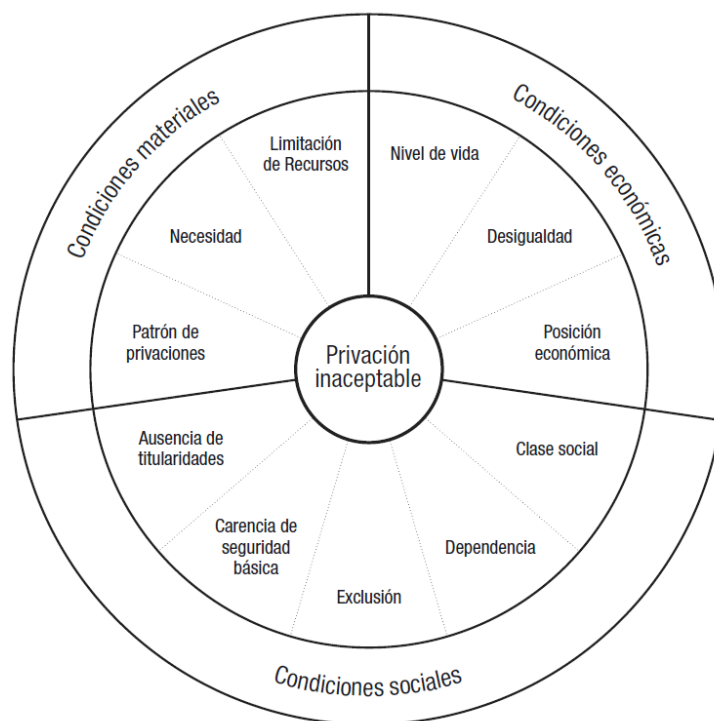 Condiciones materiales
Condiciones económicas
Limitación
de Recursos
Nivel de vida
Necesidad
Desigualdad
Patrón de
privaciones
Privación
inaceptable
Posición
económica
Ausencia de
titularidades
Clase social
Carencia de
seguridad
básica
Dependencia
Exclusión
Condiciones sociales